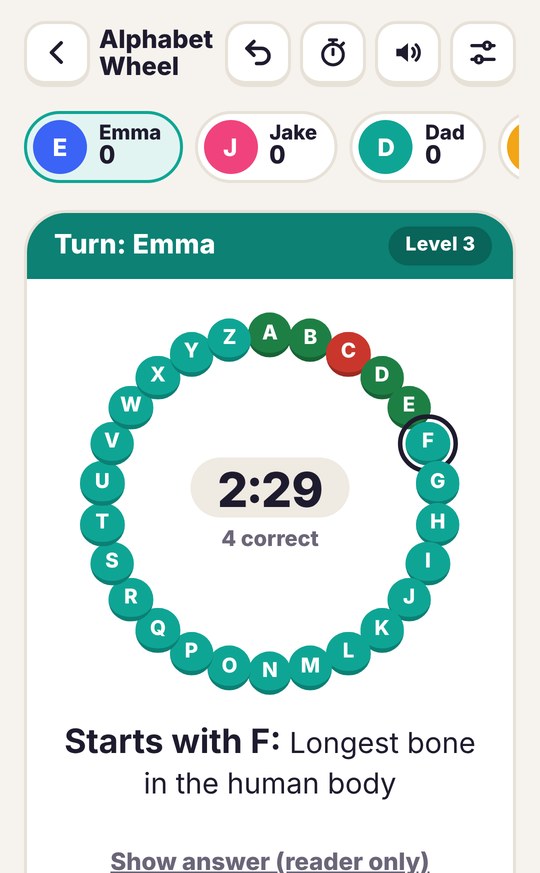 Alphabet
Wheel
E
Emma
0
J
Jake
0
D
Dad
0
Turn: Emma
Level 3
A
B
C
D
E
F
G
H
I
J
K
L
M
N
O
P
Q
R
S
T
U
V
W
X
Y
Z
2:29
4 correct
Starts with F: Longest bone
in the human body
Show answer (reader only)